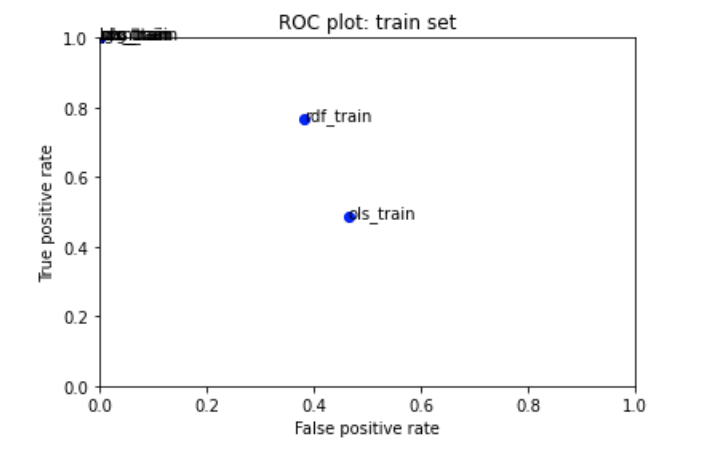 ROC plot: train set
1.0
0.8
0.6
0.4
0.2
0.0
True positive rate
rdf_train
pls_train
0.0 0.2 0.4 0.6 0.8 1.0
False positive rate